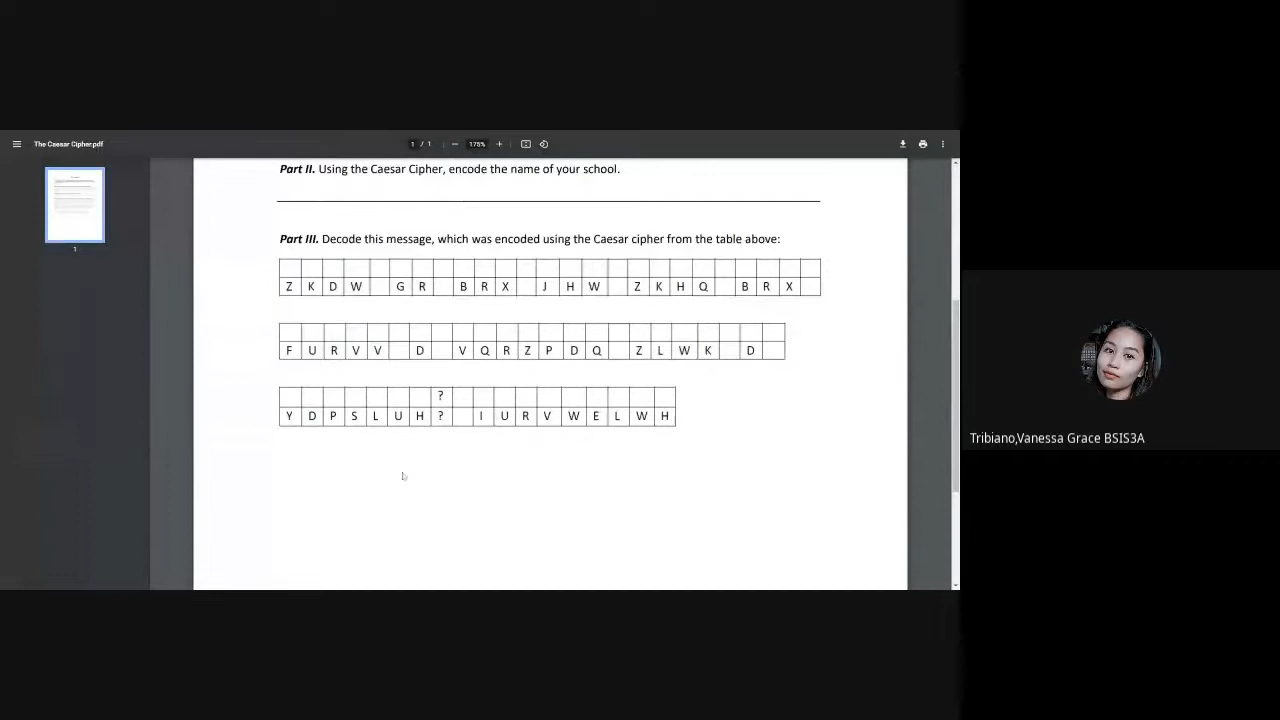 The Caesar Cipher.pdf
1 / 1
175%
1
Part II. Using the Caesar Cipher, encode the name of your school.
Part III. Decode this message, which was encoded using the Caesar cipher from the table above:
Z K D W G R B R X J H W Z K H Q B R X
F U R V V D V Q R Z P D Q Z L W K D
?
Y D P S L U H ? I U R V W E L W H
Tribiano,Vanessa Grace BSIS3A